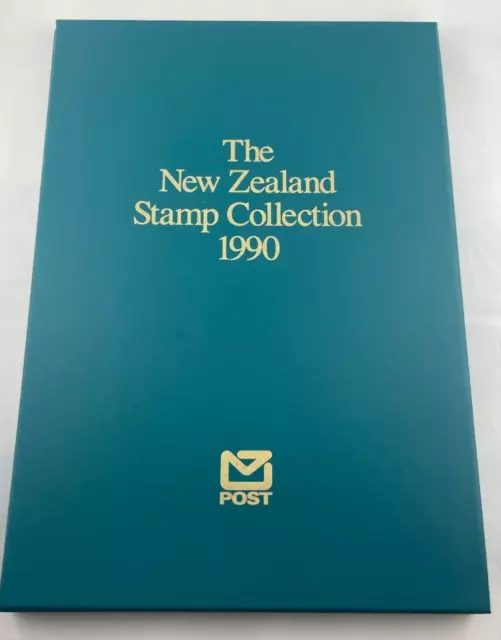 The
New Zealand
Stamp Collection
1990
POST